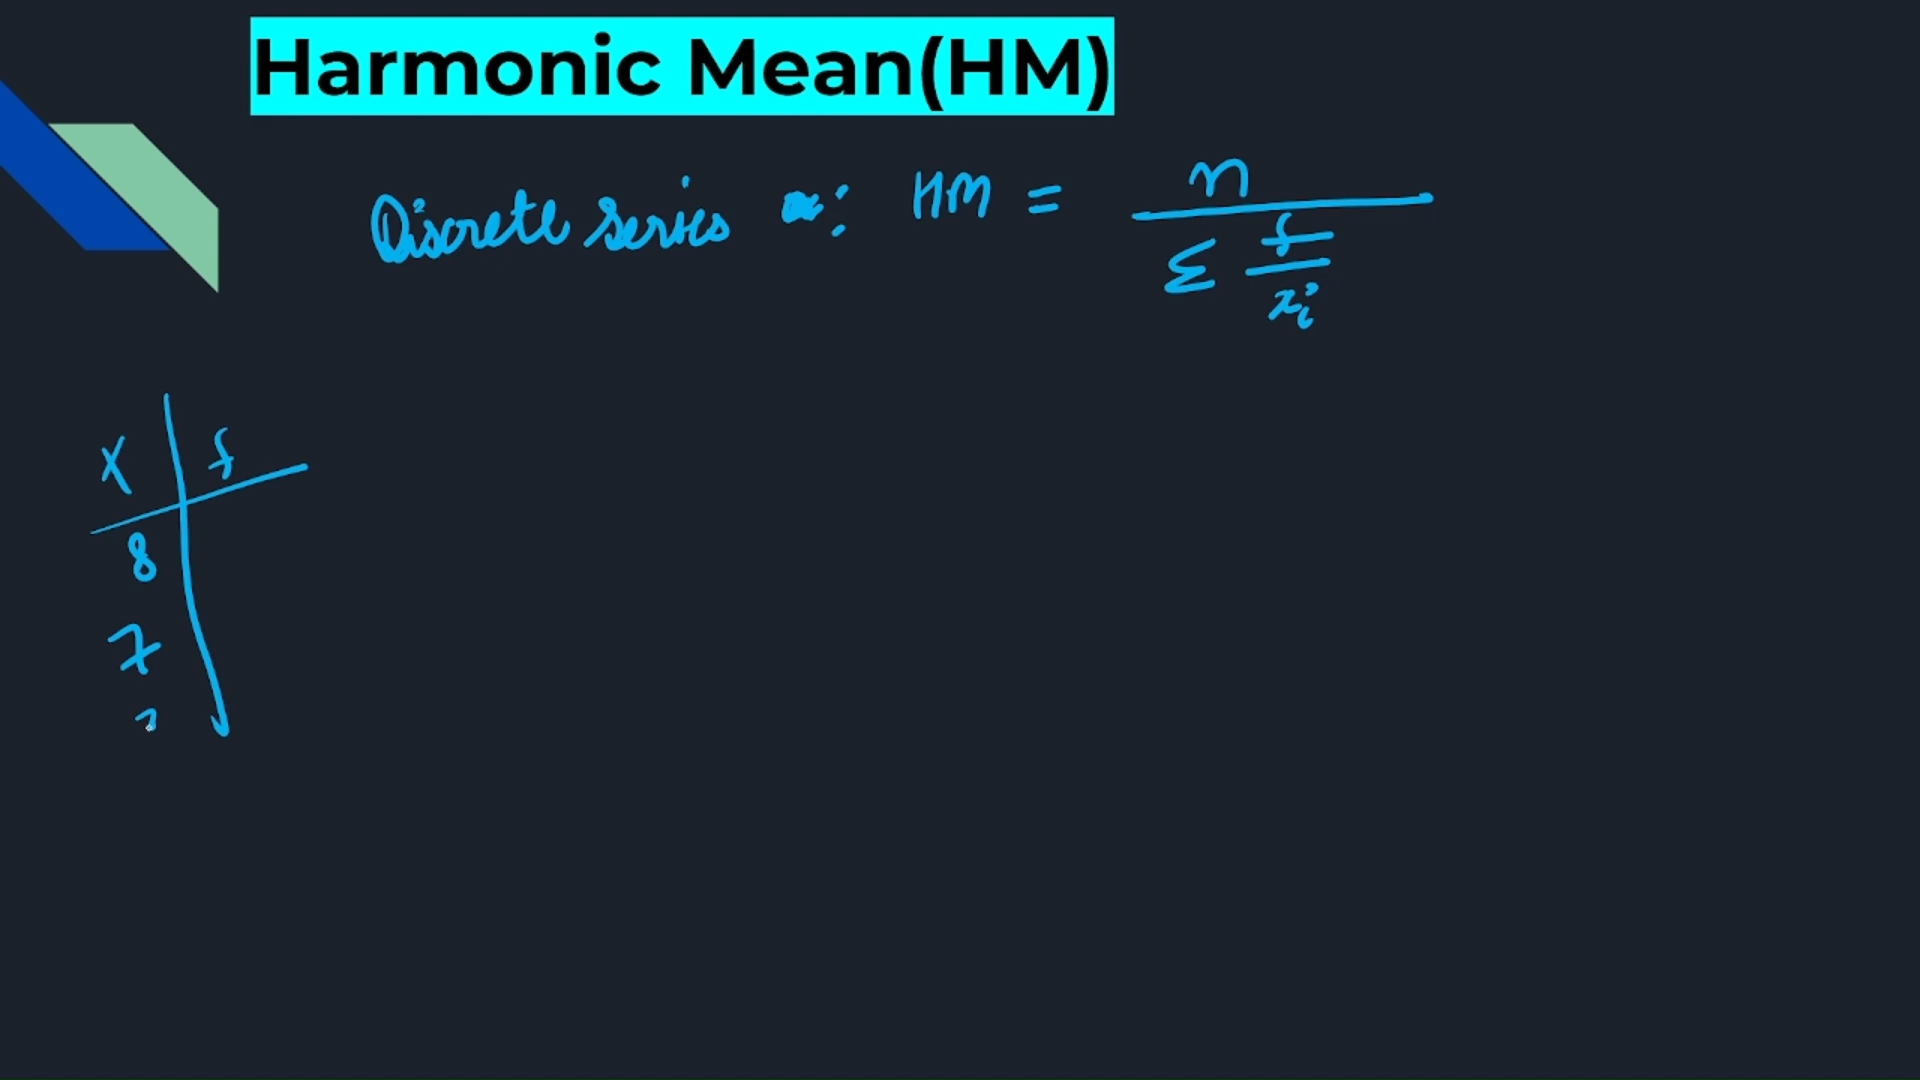 Harmonic Mean(HM)
Discrete series : HM = n / Σ f/xi
X f
8
7